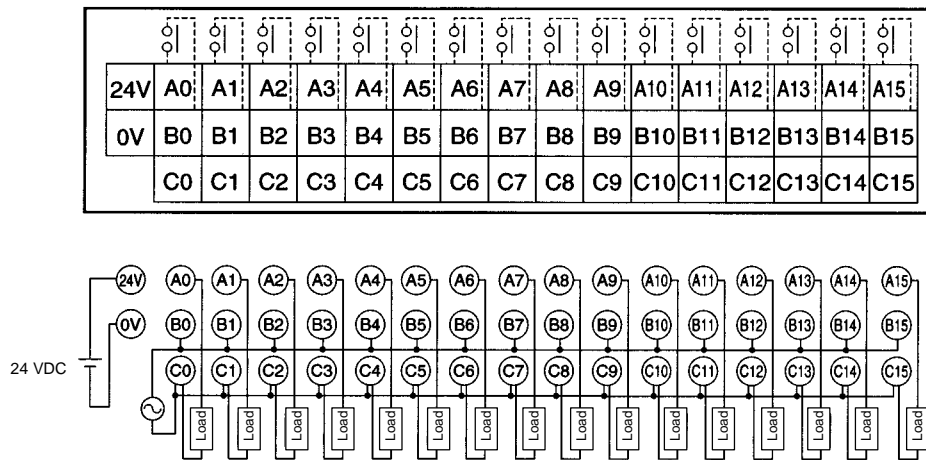 24V A0 A1 A2 A3 A4 A5 A6 A7 A8 A9 A10 A11 A12 A13 A14 A15
0V B0 B1 B2 B3 B4 B5 B6 B7 B8 B9 B10 B11 B12 B13 B14 B15
C0 C1 C2 C3 C4 C5 C6 C7 C8 C9 C10 C11 C12 C13 C14 C15
24V A0 A1 A2 A3 A4 A5 A6 A7 A8 A9 A10 A11 A12 A13 A14 A15
0V B0 B1 B2 B3 B4 B5 B6 B7 B8 B9 B10 B11 B12 B13 B14 B15
24 VDC C0 C1 C2 C3 C4 C5 C6 C7 C8 C9 C10 C11 C12 C13 C14 C15
Load Load Load Load Load Load Load Load Load Load Load Load Load Load Load Load